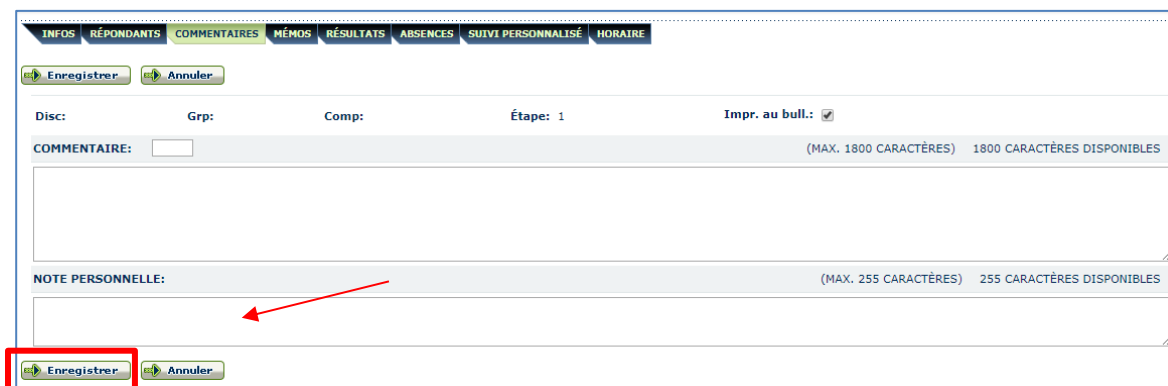 INFOS RÉPONDANTS COMMENTAIRES MÉMOS RÉSULTATS ABSENCES SUIVI PERSONNALISÉ HORAIRE
Enregistrer Annuler
Disc: Grp: Comp: Étape: 1 Impr. au bull.:
COMMENTAIRE: (MAX. 1800 CARACTÈRES) 1800 CARACTÈRES DISPONIBLES
NOTE PERSONNELLE: (MAX. 255 CARACTÈRES) 255 CARACTÈRES DISPONIBLES
Enregistrer Annuler